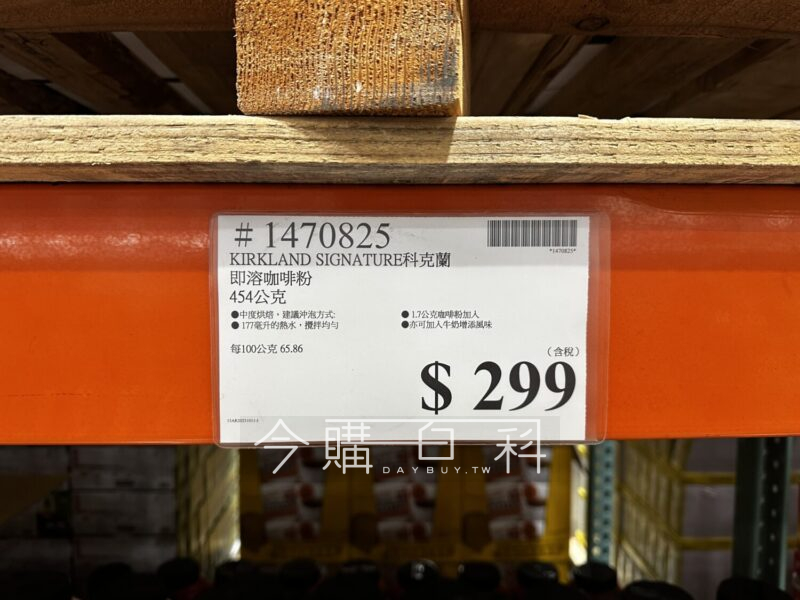 # 1470825
*1470825*
KIRKLAND SIGNATURE科克蘭
即溶咖啡粉
454公克
●中度烘焙，建議沖泡方式: ●1.7公克咖啡粉加入
●177毫升的熱水，攪拌均勻 ●亦可加入牛奶增添風味
每100公克 65.86
(含稅)
$ 299
今購百科
DAYBUY.TW